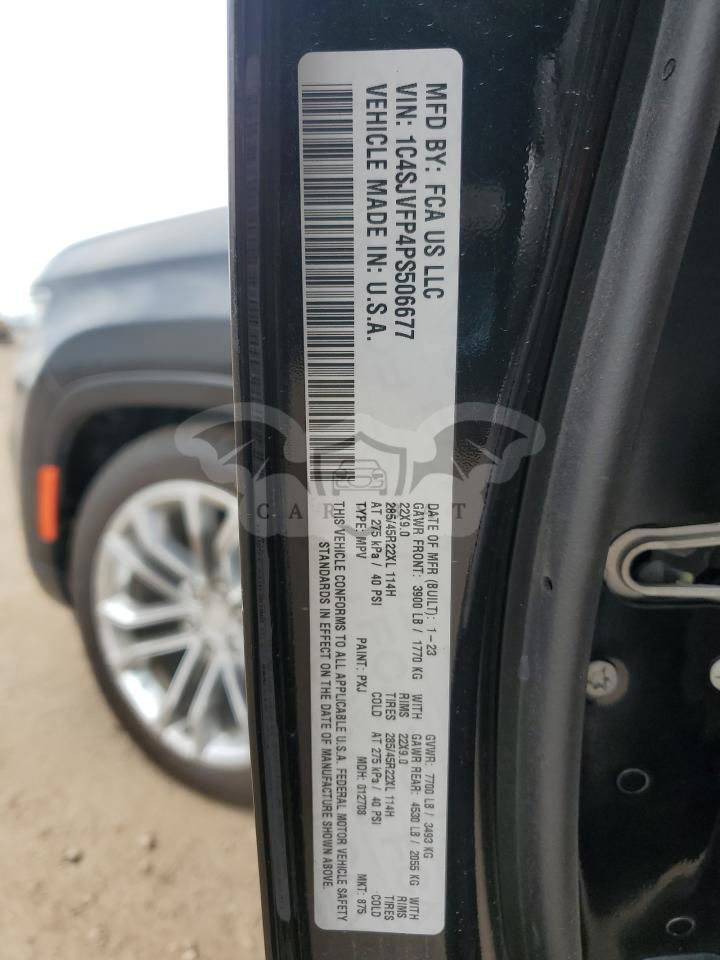 MFD BY: FCA US LLC
VIN: 1C4SJVFP4PS506677
VEHICLE MADE IN: U.S.A.
DATE OF MFR (BUILT): 1-23 GVWR: 7700 LB / 3493 KG
GAWR FRONT: 3900 LB / 1770 KG WITH GAWR REAR: 4530 LB / 2055 KG WITH
22X9.0 RIMS 22X9.0 RIMS
285/45R22XL 114H TIRES 285/45R22XL 114H TIRES
AT 275 kPa / 40 PSI COLD AT 275 kPa / 40 PSI COLD
TYPE: MPV PAINT: PXJ MDH: 012708 MKT: 875
THIS VEHICLE CONFORMS TO ALL APPLICABLE U.S.A. FEDERAL MOTOR VEHICLE SAFETY
STANDARDS IN EFFECT ON THE DATE OF MANUFACTURE SHOWN ABOVE.